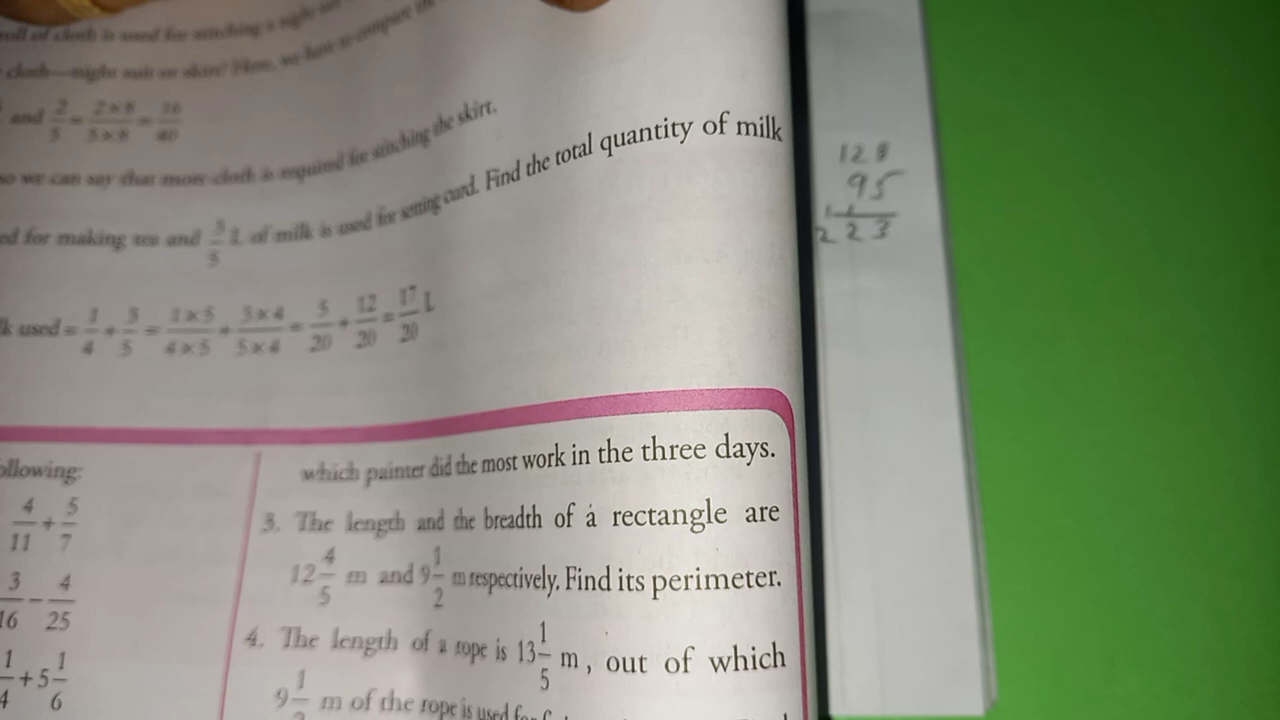 roll of cloth is used for stitching a night suit
cloth—night suit or skirt? Here, we have to compare the
and 2/5 = 2×8/5×8 = 16/40
so we can say that more cloth is required for stitching the skirt.
ed for making tea and 3/5 L of milk is used for setting curd. Find the total quantity of milk
k used = 1/4 + 3/5 = 1×5/4×5 + 3×4/5×4 = 5/20 + 12/20 = 17/20 L
ollowing:
4/11 + 5/7
3/16 − 4/25
1/4 + 5 1/6
which painter did the most work in the three days.
3. The length and the breadth of a rectangle are
12 4/5 m and 9 1/2 m respectively. Find its perimeter.
4. The length of a rope is 13 1/5 m, out of which
9 1/2 m of the rope is used for
128
95
11
223